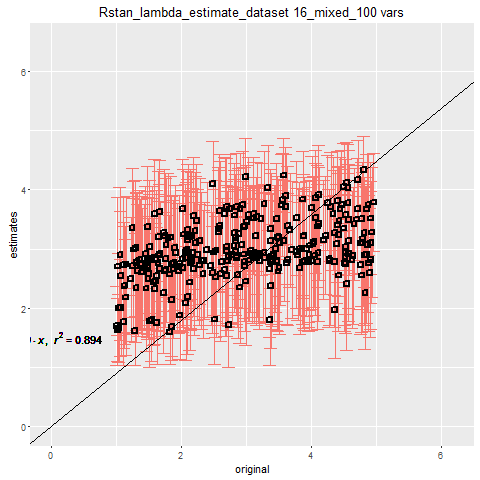 Rstan_lambda_estimate_dataset 16_mixed_100 vars
6
4
2
0
estimates
· x, r² = 0.894
0
2
4
6
original